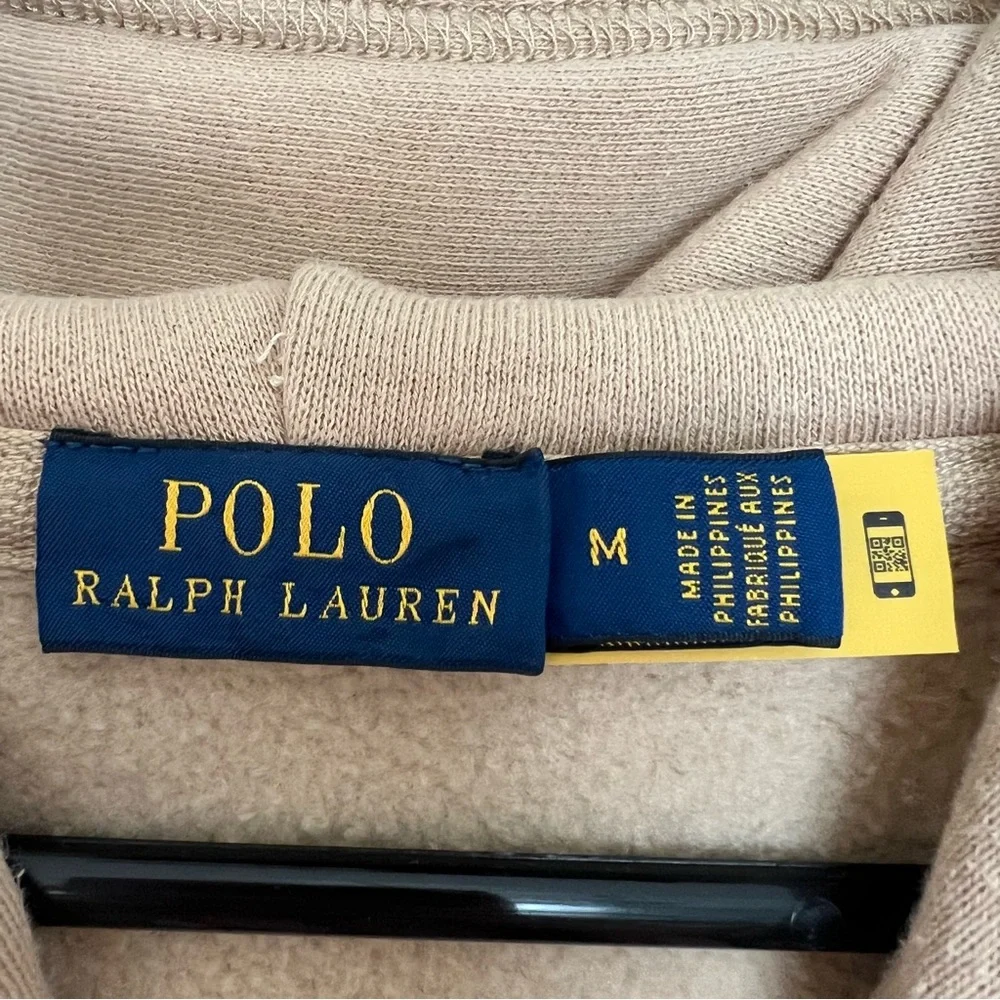 POLO
RALPH LAUREN
M
MADE IN
PHILIPPINES
FABRIQUÉ AUX
PHILIPPINES